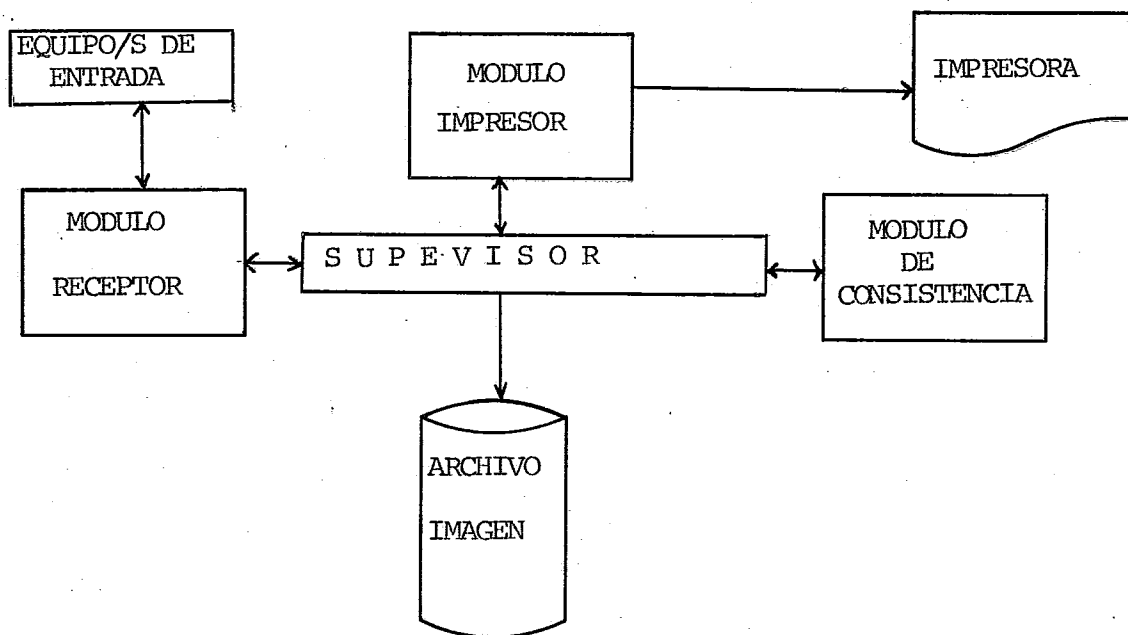 EQUIPO/S DE
ENTRADA
MODULO
IMPRESOR
IMPRESORA
MODULO
RECEPTOR
S U P E V I S O R
MODULO
DE
CONSISTENCIA
ARCHIVO
IMAGEN